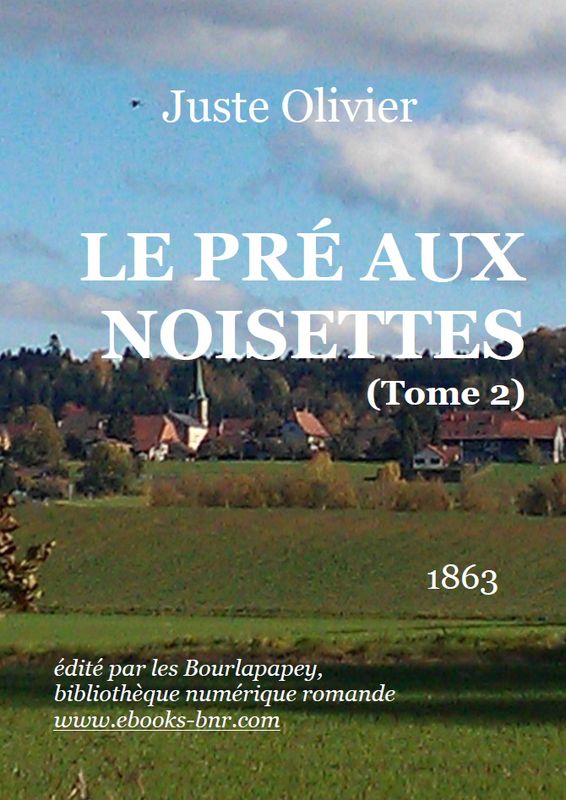 Juste Olivier
LE PRÉ AUX
NOISETTES
(Tome 2)
1863
édité par les Bourlapapey,
bibliothèque numérique romande
www.ebooks-bnr.com